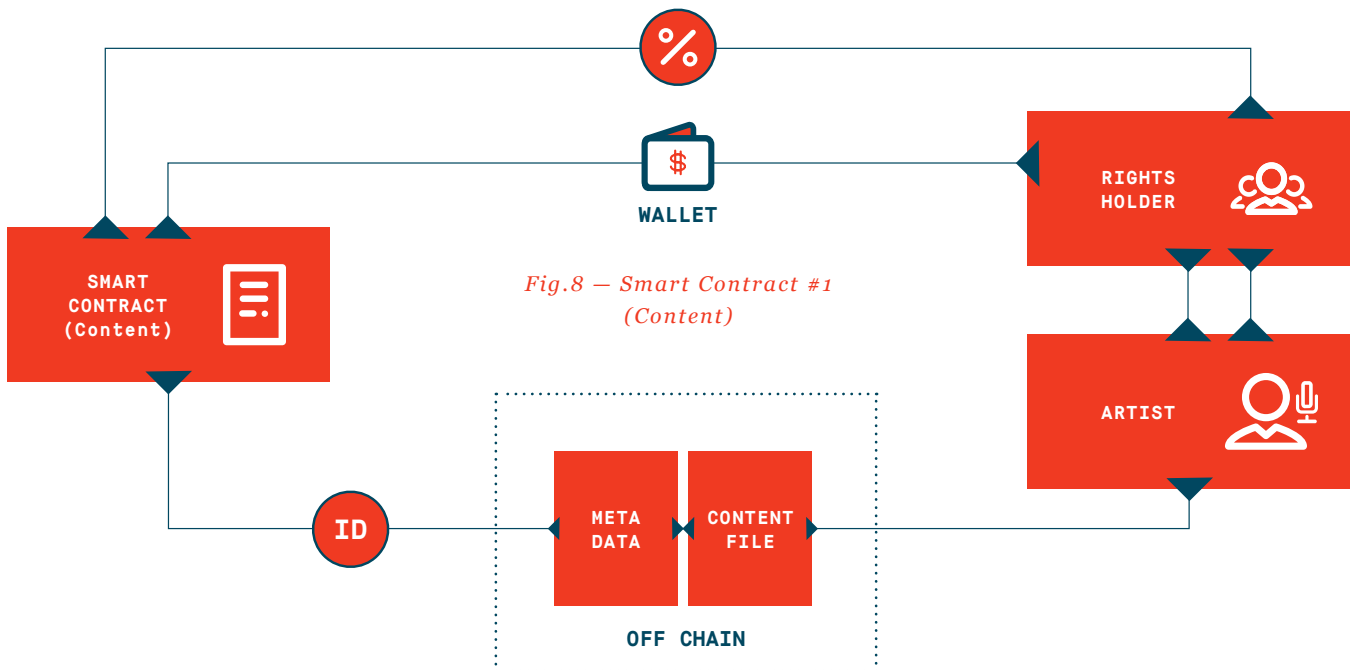 %
$
WALLET
RIGHTS
HOLDER
SMART
CONTRACT
(Content)
Fig.8 — Smart Contract #1
(Content)
ARTIST
ID
META
DATA
CONTENT
FILE
OFF CHAIN